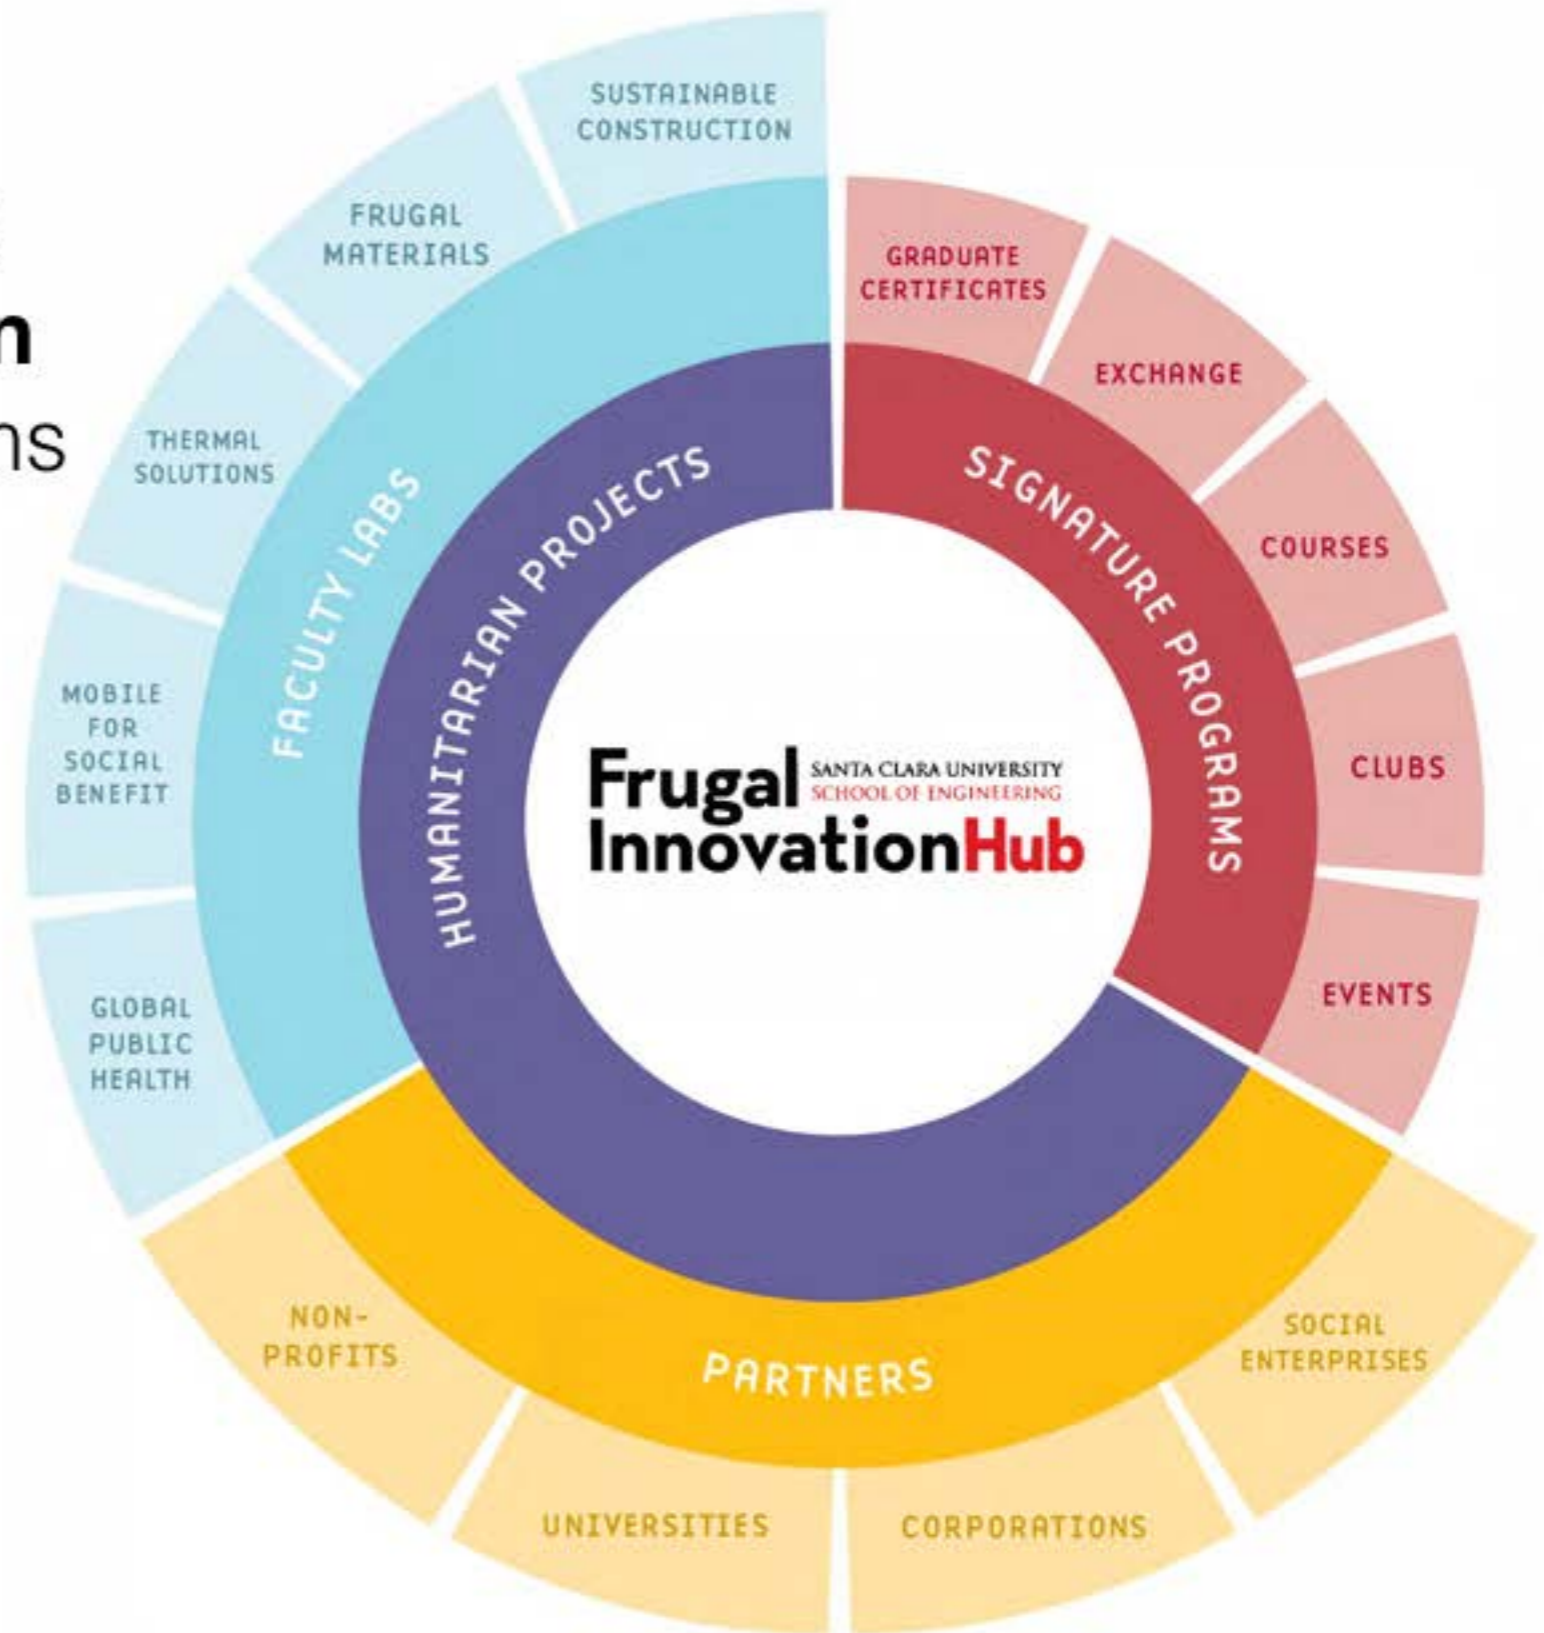 SUSTAINABLE
CONSTRUCTION
FRUGAL
MATERIALS
THERMAL
SOLUTIONS
MOBILE
FOR
SOCIAL
BENEFIT
GLOBAL
PUBLIC
HEALTH
FACULTY LABS
HUMANITARIAN PROJECTS
SIGNATURE PROGRAMS
GRADUATE
CERTIFICATES
EXCHANGE
COURSES
CLUBS
EVENTS
Frugal SANTA CLARA UNIVERSITY
SCHOOL OF ENGINEERING
InnovationHub
PARTNERS
NON-
PROFITS
UNIVERSITIES
CORPORATIONS
SOCIAL
ENTERPRISES